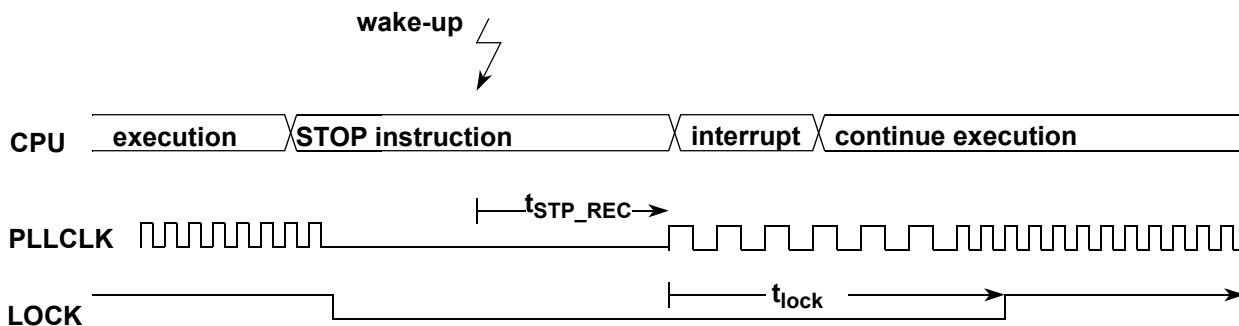 wake-up
CPU execution STOP instruction interrupt continue execution
tSTP_REC
PLLCLK
tlock
LOCK